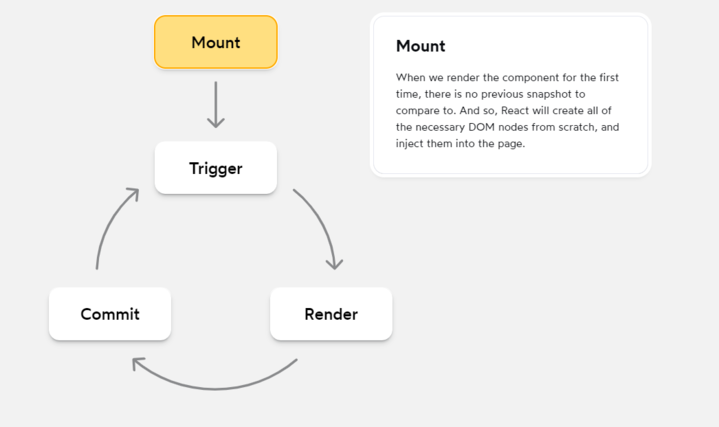 Mount
Mount
When we render the component for the first
time, there is no previous snapshot to
compare to. And so, React will create all of
the necessary DOM nodes from scratch, and
inject them into the page.
Trigger
Commit
Render